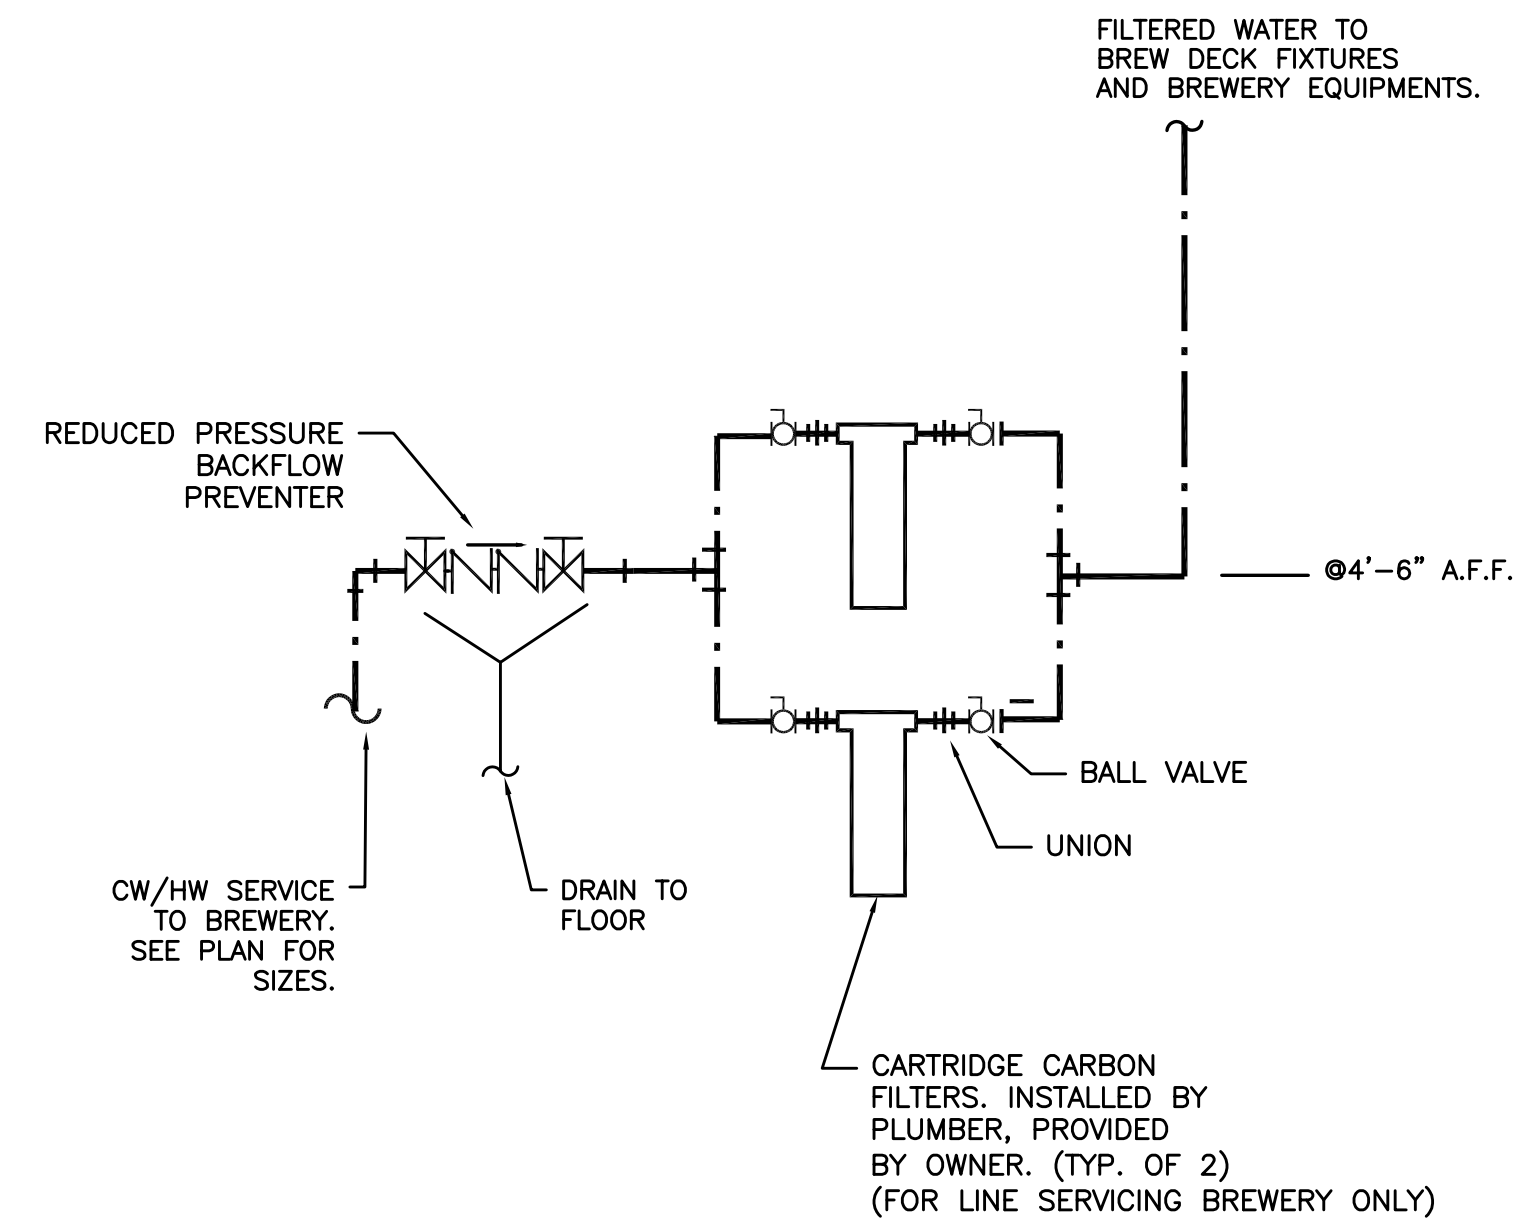 FILTERED WATER TO
BREW DECK FIXTURES
AND BREWERY EQUIPMENTS.
REDUCED PRESSURE
BACKFLOW
PREVENTER
@4'-6" A.F.F.
BALL VALVE
UNION
CW/HW SERVICE
TO BREWERY.
SEE PLAN FOR
SIZES.
DRAIN TO
FLOOR
CARTRIDGE CARBON
FILTERS. INSTALLED BY
PLUMBER, PROVIDED
BY OWNER. (TYP. OF 2)
(FOR LINE SERVICING BREWERY ONLY)